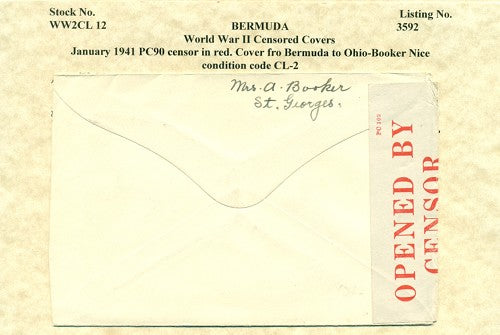 Stock No.
WW2CL 12
BERMUDA
Listing No.
3592
World War II Censored Covers
January 1941 PC90 censor in red. Cover fro Bermuda to Ohio-Booker Nice
condition code CL-2
Mrs. A. Booker
St. Georges.
OPENED BY
CENSOR